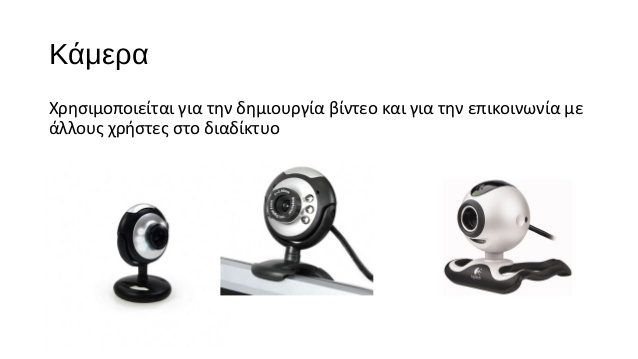 Κάμερα
Χρησιμοποιείται για την δημιουργία βίντεο και για την επικοινωνία με
άλλους χρήστες στο διαδίκτυο